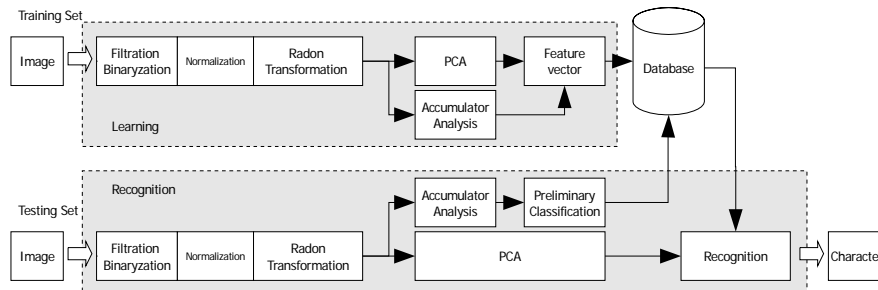 Training Set
Image
Filtration
Binaryzation
Normalization
Radon
Transformation
PCA
Feature
vector
Database
Accumulator
Analysis
Learning
Recognition
Testing Set
Accumulator
Analysis
Preliminary
Classification
Image
Filtration
Binaryzation
Normalization
Radon
Transformation
PCA
Recognition
Characte